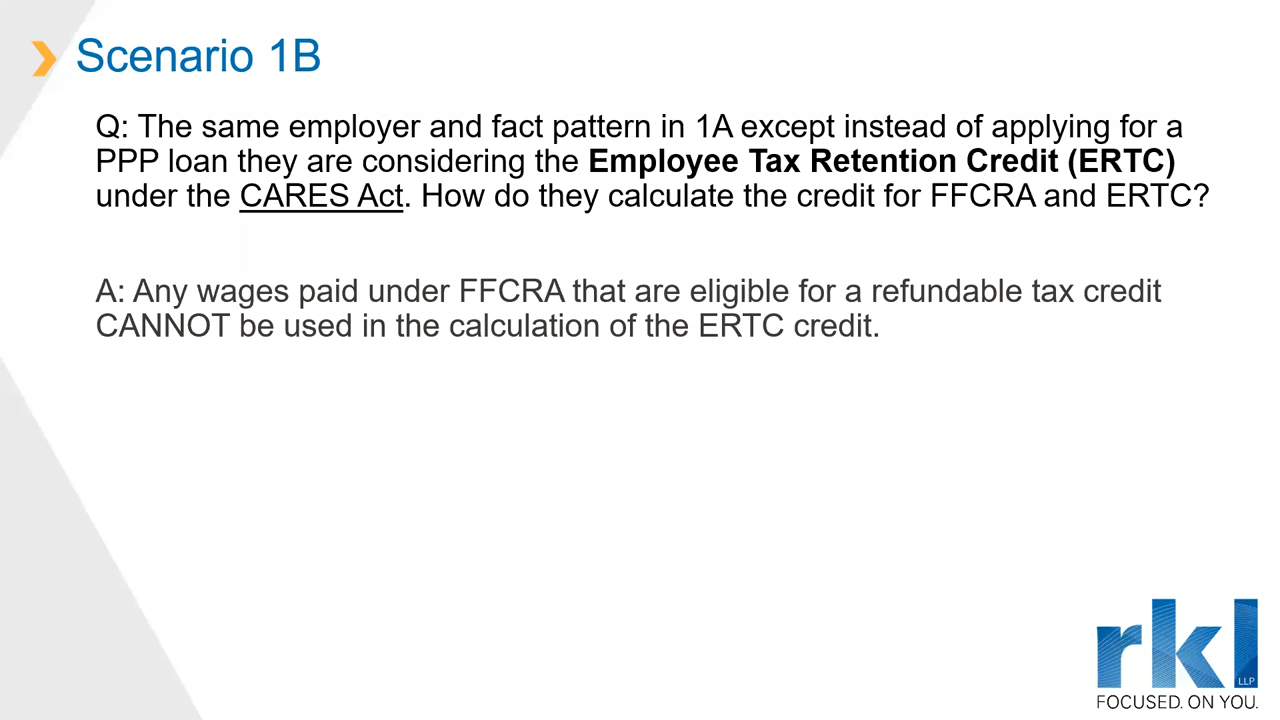 Scenario 1B
Q: The same employer and fact pattern in 1A except instead of applying for a
PPP loan they are considering the Employee Tax Retention Credit (ERTC)
under the CARES Act. How do they calculate the credit for FFCRA and ERTC?
A: Any wages paid under FFCRA that are eligible for a refundable tax credit
CANNOT be used in the calculation of the ERTC credit.
rkl
LLP
FOCUSED. ON YOU.